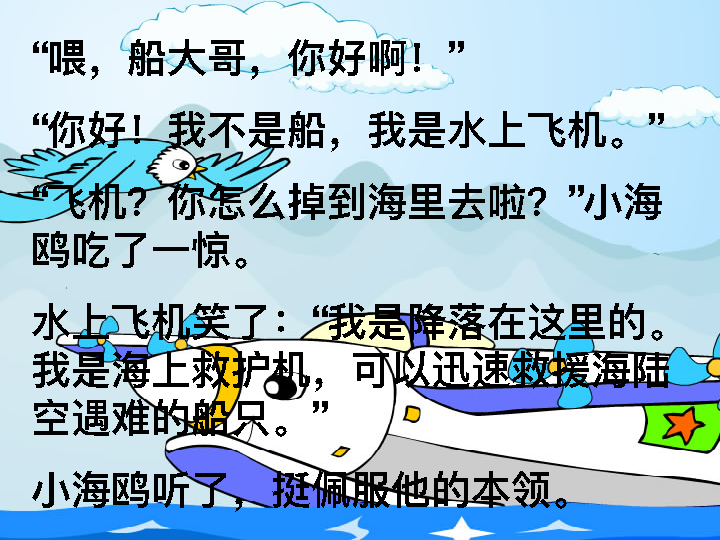 “喂，船大哥，你好啊！”
“你好！我不是船，我是水上飞机。”
“飞机？你怎么掉到海里去啦？”小海
鸥吃了一惊。
水上飞机笑了：“我是降落在这里的。
我是海上救护机，可以迅速救援海陆
空遇难的船只。”
小海鸥听了，挺佩服他的本领。